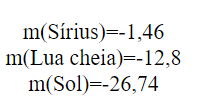 m(Sírius)=-1,46
m(Lua cheia)=-12,8
m(Sol)=-26,74